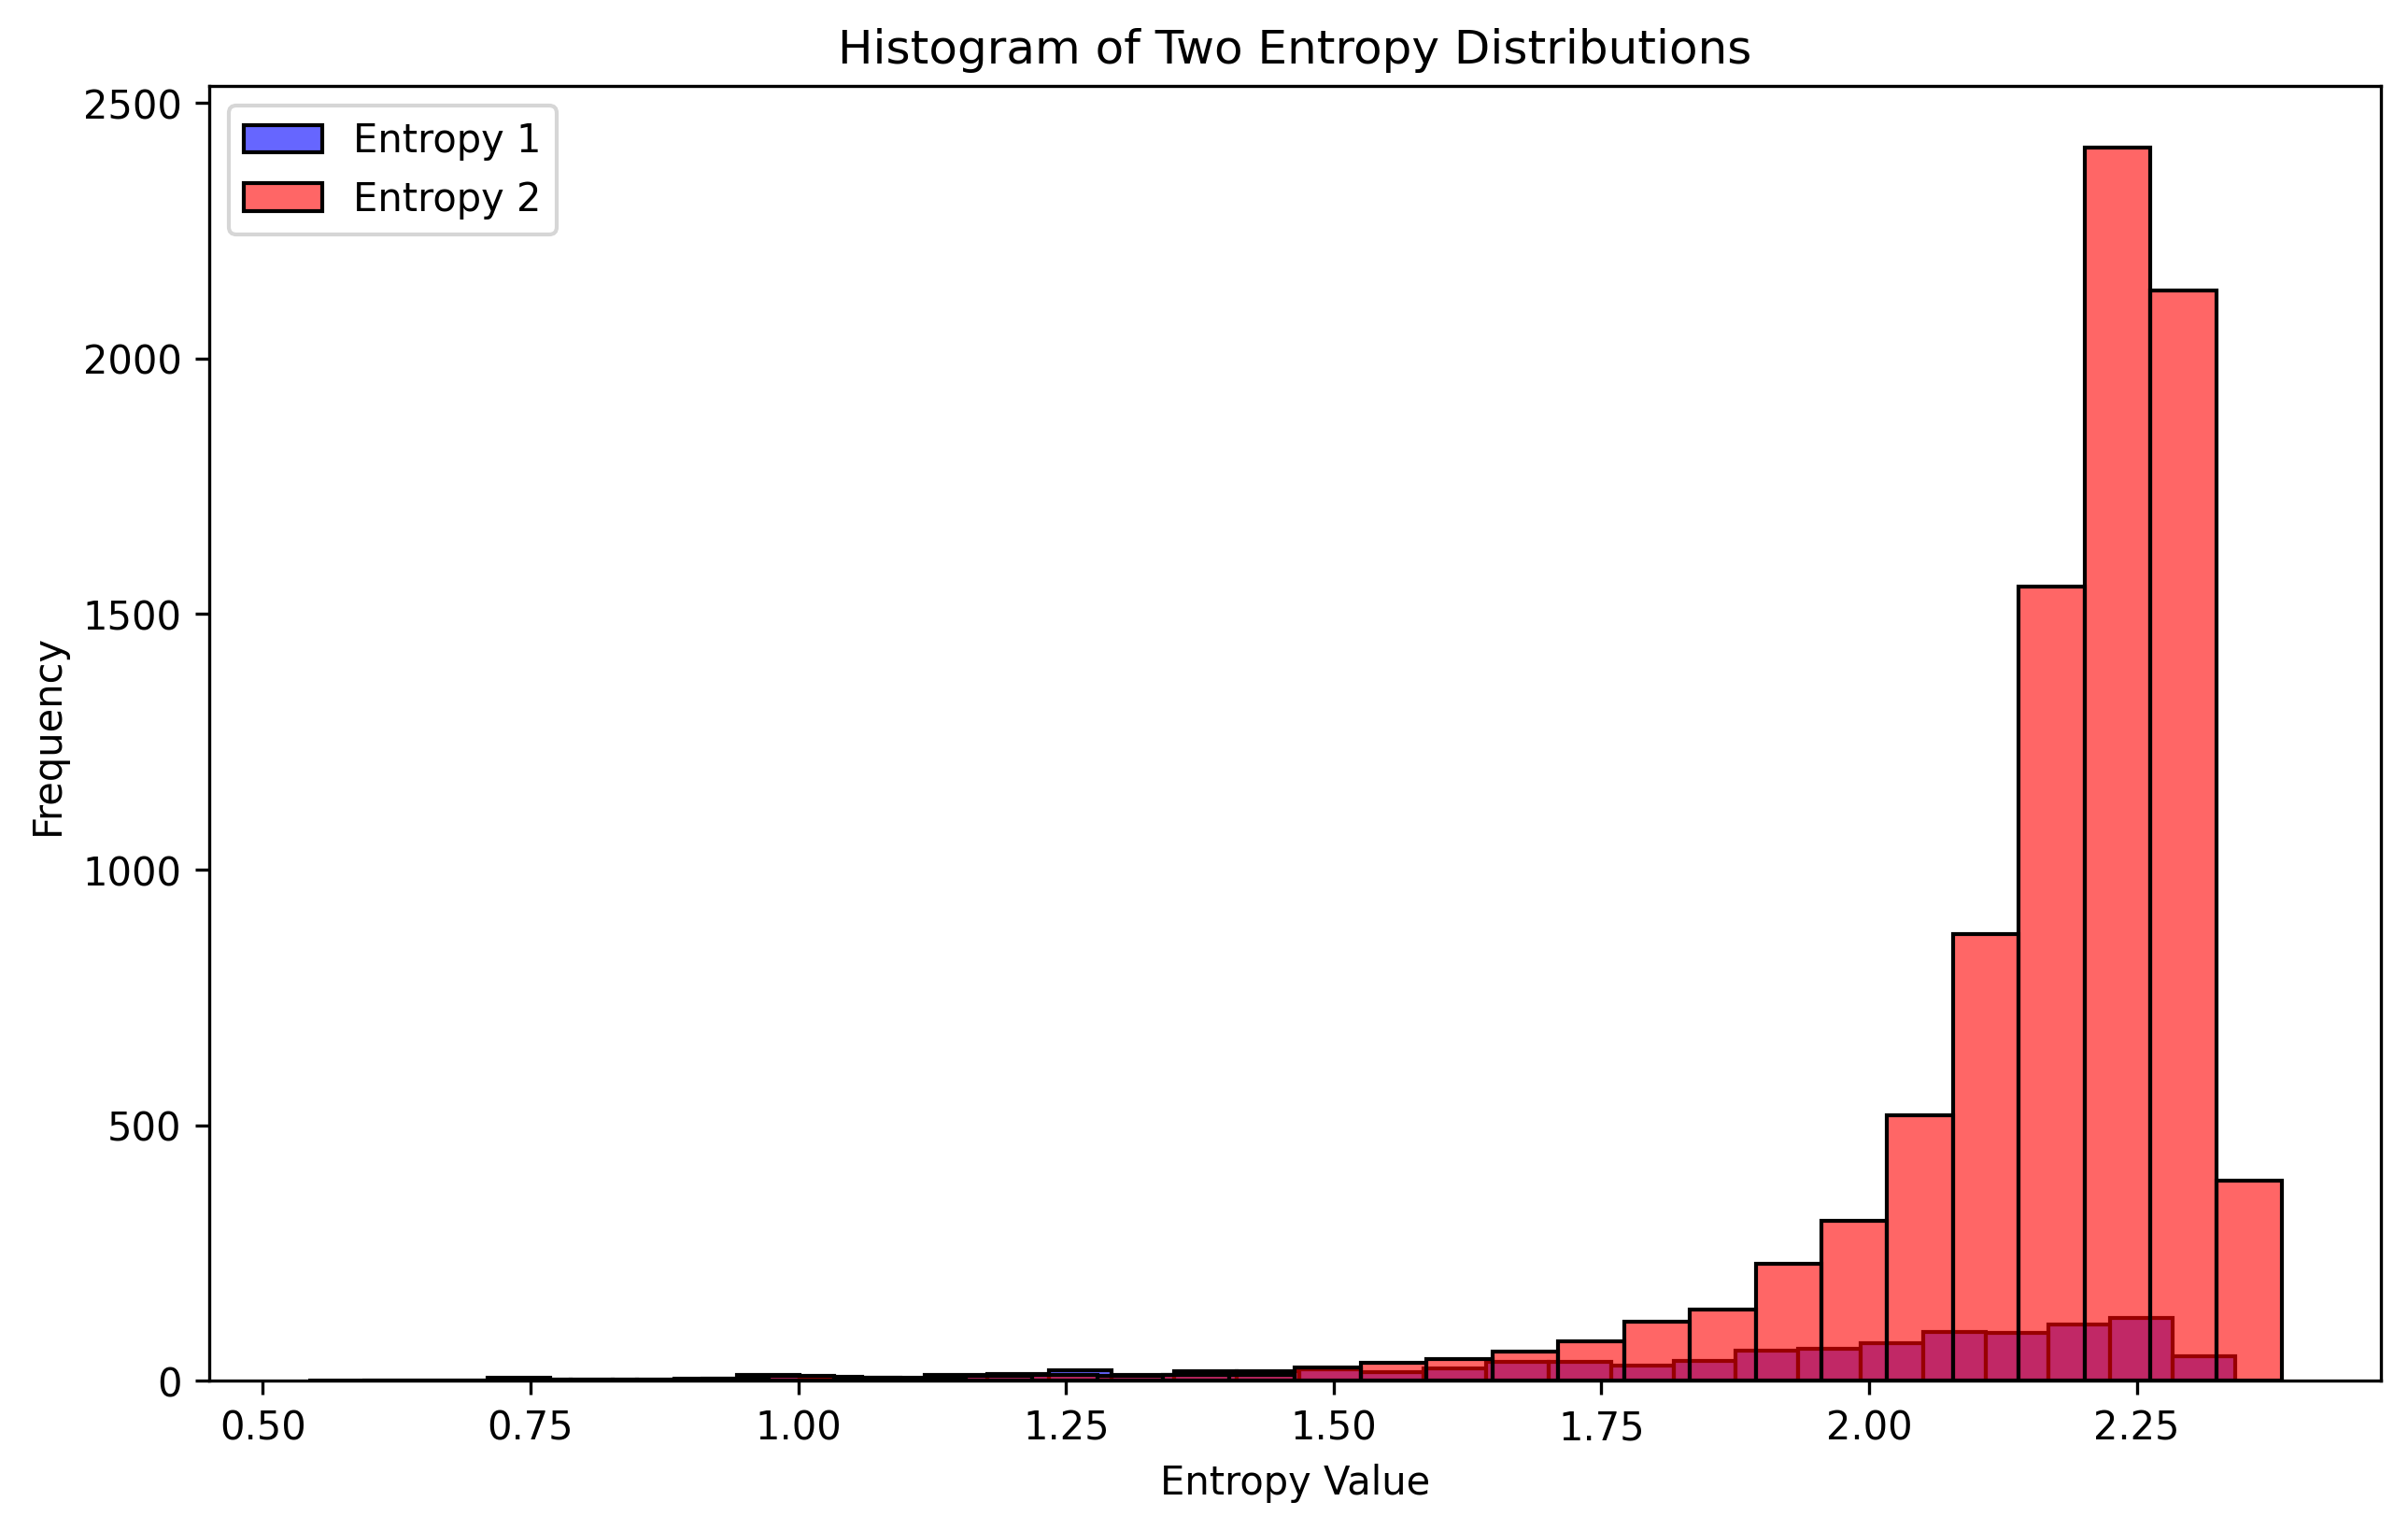 Histogram of Two Entropy Distributions
Entropy 1
Entropy 2
2500
2000
1500
1000
500
0
Frequency
0.50 0.75 1.00 1.25 1.50 1.75 2.00 2.25
Entropy Value